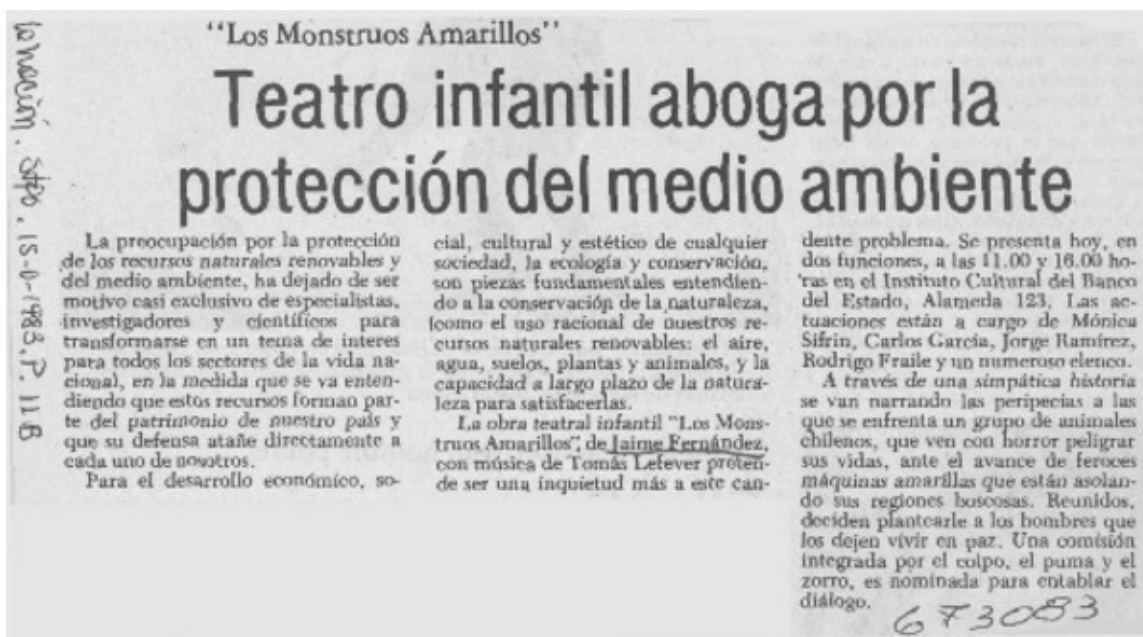 "Los Monstruos Amarillos"
Teatro infantil aboga por la
protección del medio ambiente
La preocupación por la protección
de los recursos naturales renovables y
del medio ambiente, ha dejado de ser
motivo casi exclusivo de especialistas,
investigadores y científicos para
transformarse en un tema de interés
para todos los sectores de la vida na-
cional, en la medida que se va enten-
diendo que estos recursos forman par-
te del patrimonio de nuestro país y
que su defensa atañe directamente a
cada uno de nosotros.
Para el desarrollo económico, so-
cial, cultural y estético de cualquier
sociedad, la ecología y conservación,
son piezas fundamentales entendien-
do a la conservación de la naturaleza,
como el uso racional de nuestros re-
cursos naturales renovables: el aire,
agua, suelos, plantas y animales, y la
capacidad a largo plazo de la natura-
leza para satisfacerlas.
La obra teatral infantil "Los Mons-
truos Amarillos", de Jaime Fernández,
con música de Tomás Lefever preten-
de ser una inquietud más a este can-
dente problema. Se presenta hoy, en
dos funciones, a las 11.00 y 16.00 ho-
ras en el Instituto Cultural del Banco
del Estado, Alameda 123. Las ac-
tuaciones están a cargo de Mónica
Sifrin, Carlos García, Jorge Ramírez,
Rodrigo Fraile y un numeroso elenco.
A través de una simpática historia
se van narrando las peripecias a las
que se enfrenta un grupo de animales
chilenos, que ven con horror peligrar
sus vidas, ante el avance de feroces
máquinas amarillas que están asolan-
do sus regiones boscosas. Reunidos,
deciden plantearle a los hombres que
los dejen vivir en paz. Una comisión
integrada por el colpo, el puma y el
zorro, es nominada para entablar el
diálogo.
673083
La Nación. Stgo, 1983, P. 11 B